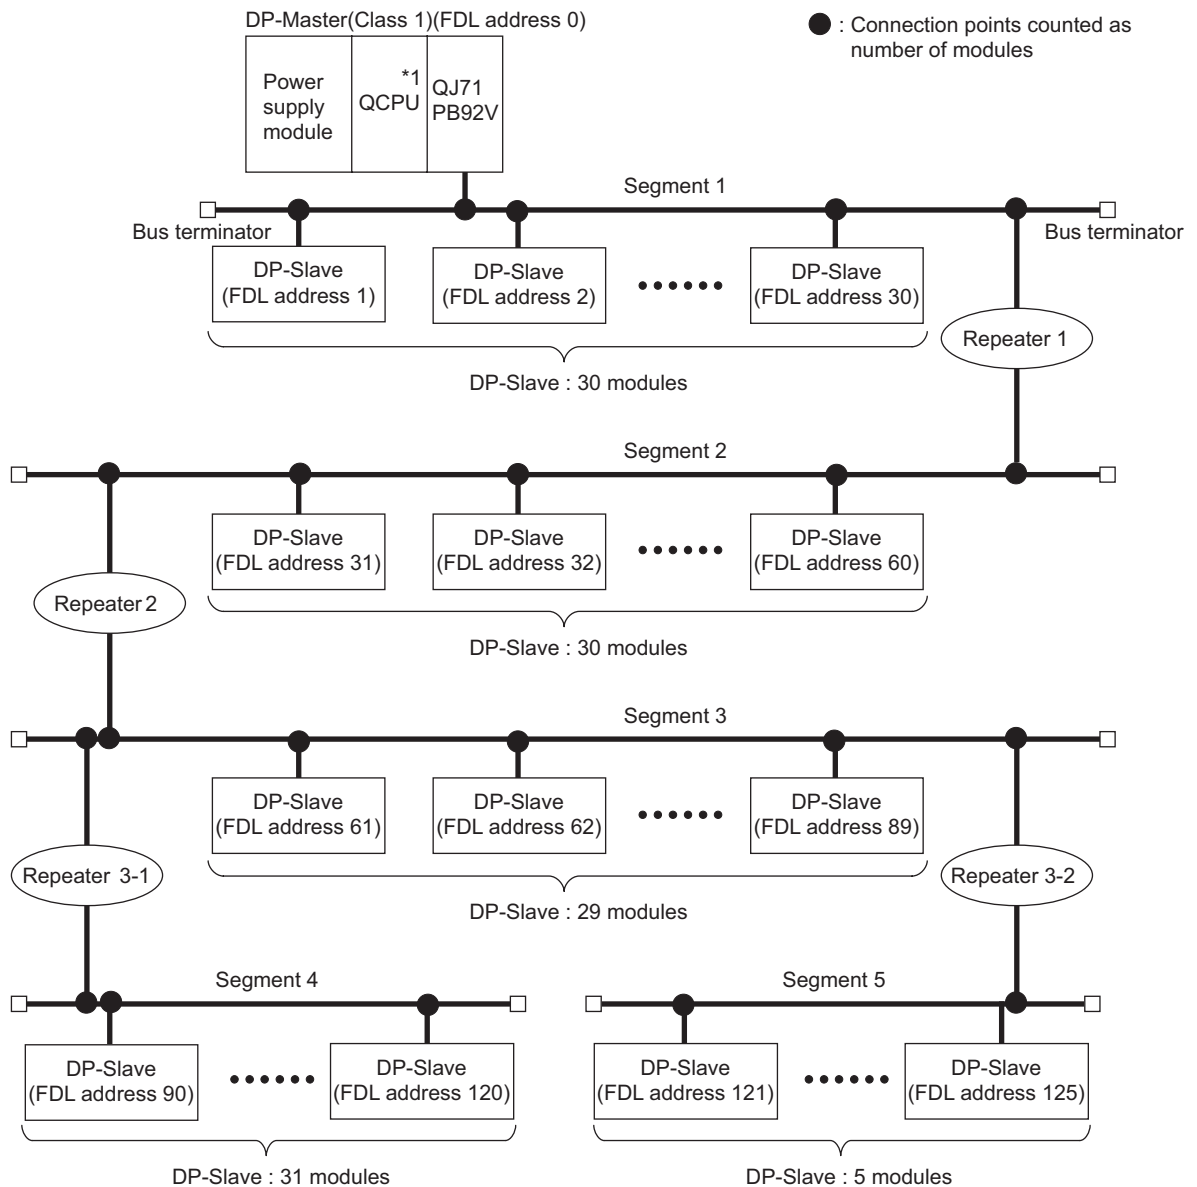 DP-Master(Class 1)(FDL address 0)
: Connection points counted as
number of modules
Power
supply
module
*1
QCPU
QJ71
PB92V
Segment 1
Bus terminator
Bus terminator
DP-Slave
(FDL address 1)
DP-Slave
(FDL address 2)
DP-Slave
(FDL address 30)
Repeater 1
DP-Slave : 30 modules
Segment 2
DP-Slave
(FDL address 31)
DP-Slave
(FDL address 32)
DP-Slave
(FDL address 60)
Repeater 2
DP-Slave : 30 modules
Segment 3
DP-Slave
(FDL address 61)
DP-Slave
(FDL address 62)
DP-Slave
(FDL address 89)
Repeater 3-1
Repeater 3-2
DP-Slave : 29 modules
Segment 4
Segment 5
DP-Slave
(FDL address 90)
DP-Slave
(FDL address 120)
DP-Slave
(FDL address 121)
DP-Slave
(FDL address 125)
DP-Slave : 31 modules
DP-Slave : 5 modules